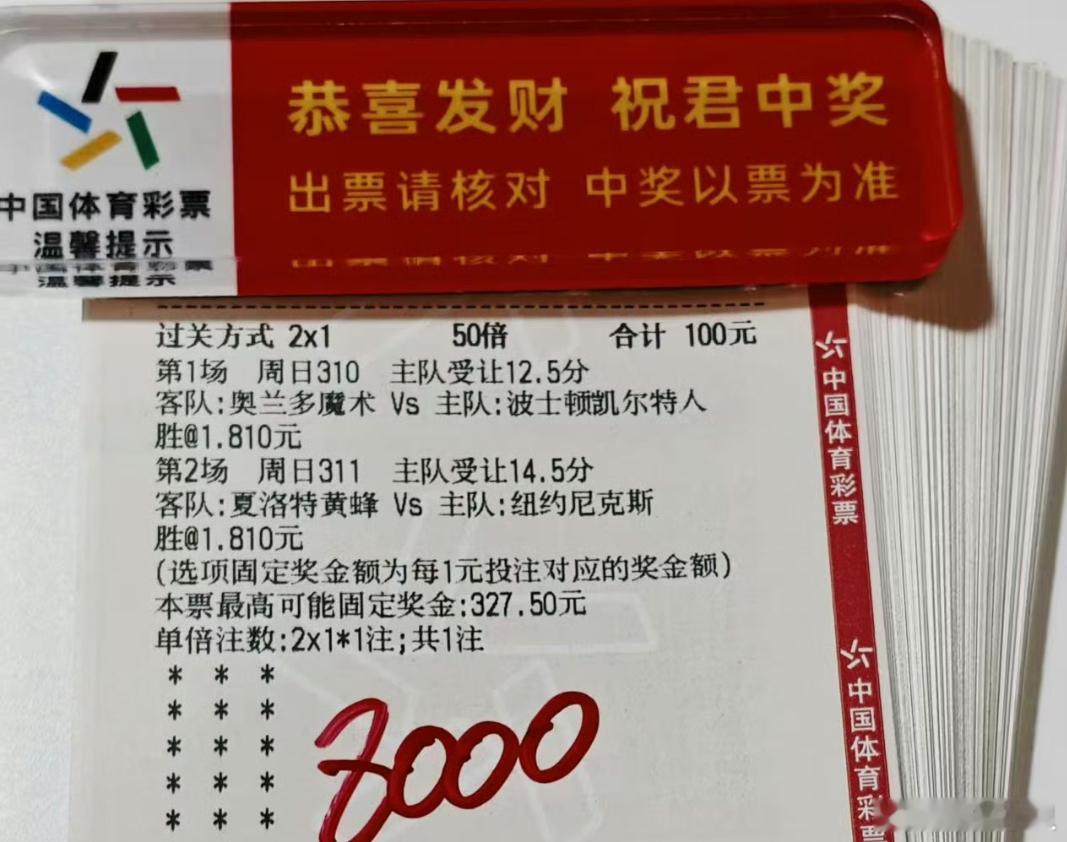 恭喜发财 祝君中奖
出票请核对 中奖以票为准
中国体育彩票
温馨提示
过关方式 2x1 50倍 合计 100元
第1场 周日310 主队受让12.5分
客队:奥兰多魔术 Vs 主队:波士顿凯尔特人
胜@1.810元
第2场 周日311 主队受让14.5分
客队:夏洛特黄蜂 Vs 主队:纽约尼克斯
胜@1.810元
(选项固定奖金额为每1元投注对应的奖金额)
本票最高可能固定奖金:327.50元
单倍注数:2x1*1注;共1注
* * *
* * *
* * *
* * *
* * *
000
中国体育彩票
中国体育彩票